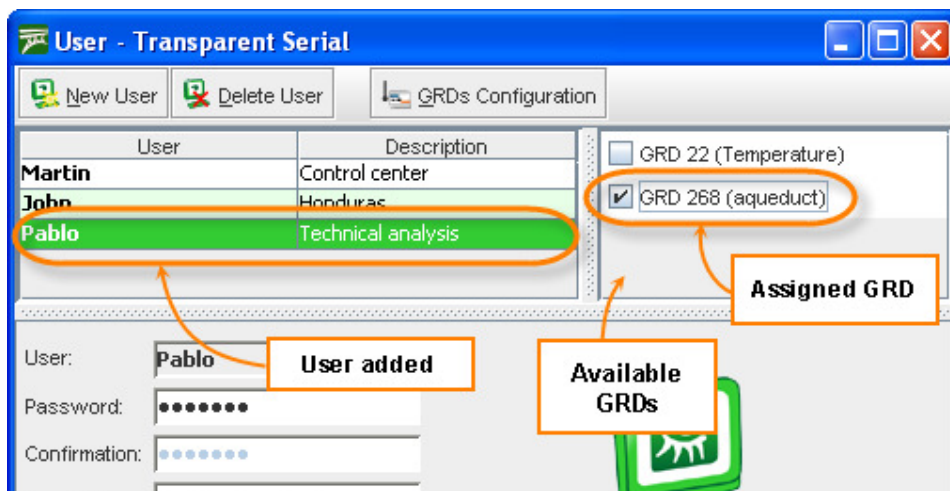 User - Transparent Serial
New User
Delete User
GRDs Configuration
User Description
Martin Control center
John Honduras
Pablo Technical analysis
GRD 22 (Temperature)
GRD 268 (aqueduct)
Assigned GRD
User added
Available
GRDs
User: Pablo
Password: •••••••
Confirmation: •••••••